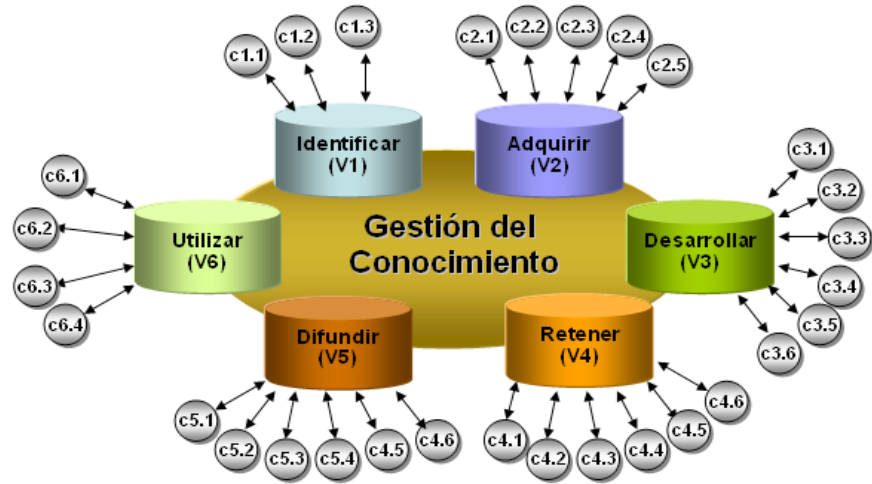 c1.1
c1.2
c1.3
c2.1
c2.2
c2.3
c2.4
c2.5
Identificar
(V1)
Adquirir
(V2)
c3.1
c3.2
c3.3
c3.4
c3.5
c3.6
c6.1
c6.2
c6.3
c6.4
Utilizar
(V6)
Gestión del
Conocimiento
Desarrollar
(V3)
Difundir
(V5)
Retener
(V4)
c5.1
c5.2
c5.3
c5.4
c4.5
c4.6
c4.1
c4.2
c4.3
c4.4
c4.5
c4.6